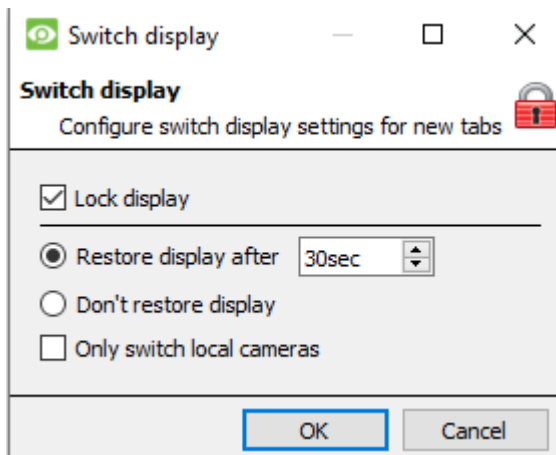 Switch display
Switch display
Configure switch display settings for new tabs
Lock display
Restore display after 30sec
Don't restore display
Only switch local cameras
OK Cancel